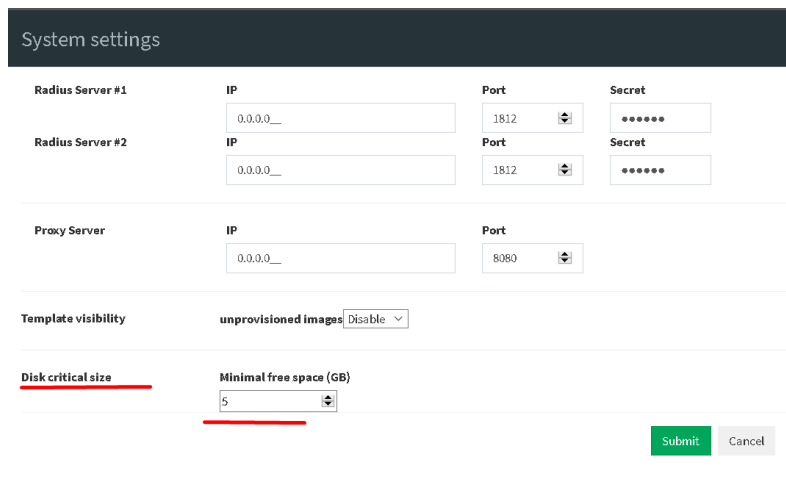 System settings
Radius Server #1 IP Port Secret
0.0.0.0__ 1812 ●●●●●●
Radius Server #2 IP Port Secret
0.0.0.0__ 1812 ●●●●●●
Proxy Server IP Port
0.0.0.0__ 8080
Template visibility unprovisioned images Disable
Disk critical size Minimal free space (GB)
5
Submit Cancel